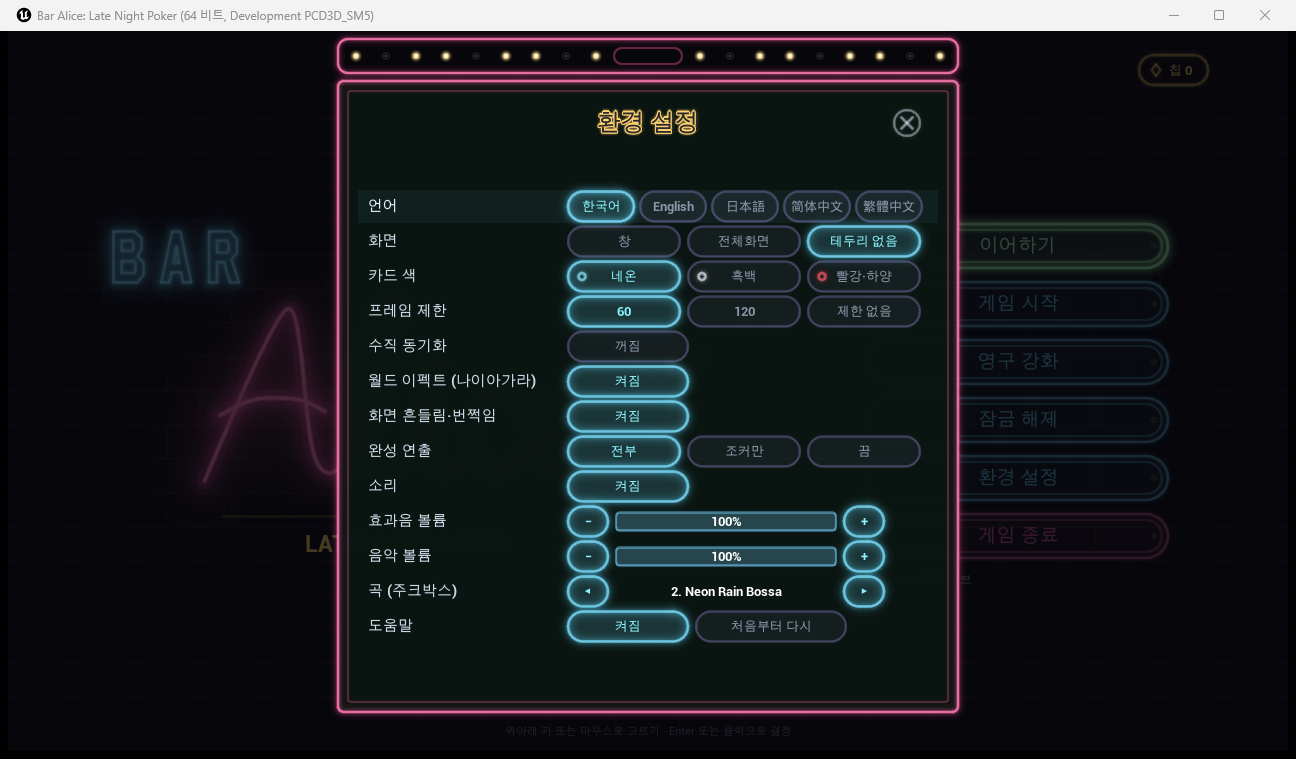 Bar Alice: Late Night Poker (64 비트, Development PCD3D_SM5)
칩 0
환경 설정
언어 한국어 English 日本語 简体中文 繁體中文
화면 창 전체화면 테두리 없음
카드 색 네온 흑백 빨강·하양
프레임 제한 60 120 제한 없음
수직 동기화 꺼짐
월드 이펙트 (나이아가라) 켜짐
화면 흔들림·번쩍임 켜짐
완성 연출 전부 조커만 끔
소리 켜짐
효과음 볼륨 - 100% +
음악 볼륨 - 100% +
곡 (주크박스) ◂ 2. Neon Rain Bossa ▸
도움말 켜짐 처음부터 다시
BAR
A
LAT
이어하기
게임 시작
영구 강화
잠금 해제
환경 설정
게임 종료
위아래 키 또는 마우스로 고르기 · Enter 또는 클릭으로 결정